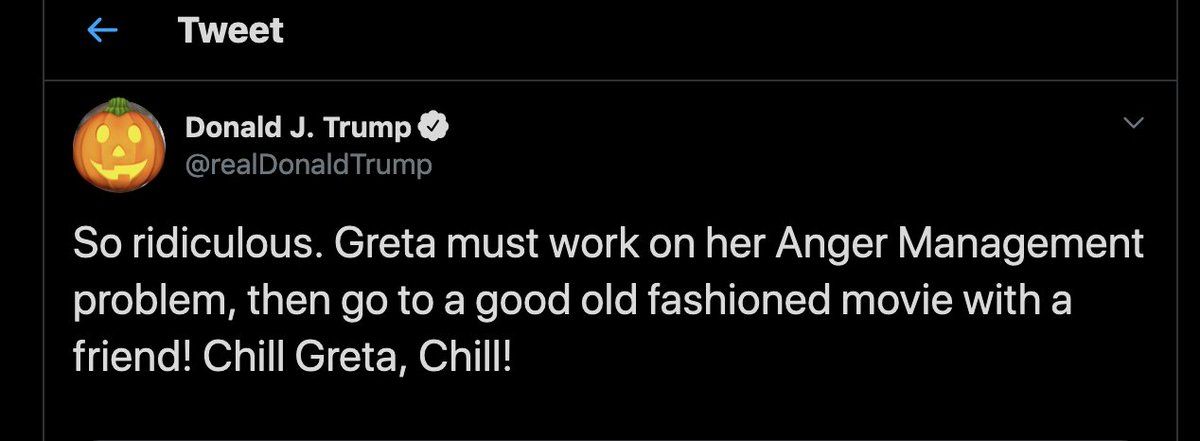 Tweet
Donald J. Trump
@realDonaldTrump
So ridiculous. Greta must work on her Anger Management
problem, then go to a good old fashioned movie with a
friend! Chill Greta, Chill!